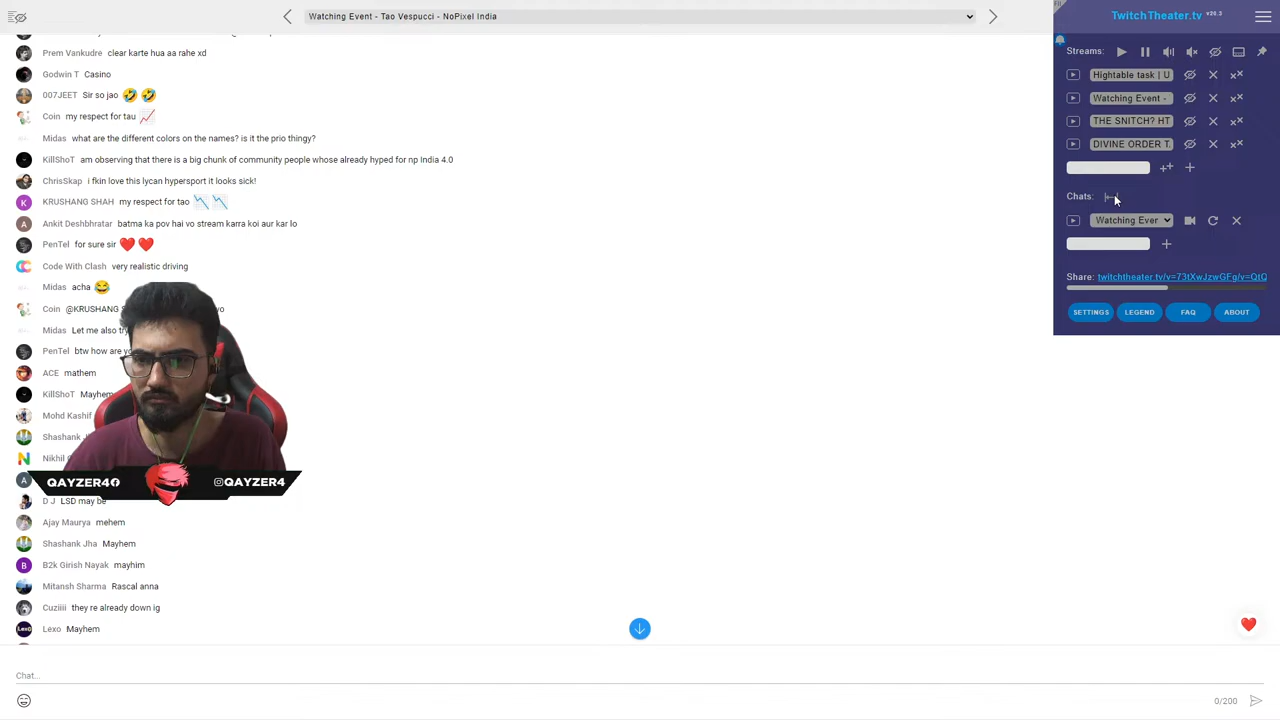 Watching Event - Tao Vespucci - NoPixel India
TwitchTheater.tv v20.3
Streams:
Hightable task | U
Watching Event -
THE SNITCH? HT
DIVINE ORDER T
Chats:
Watching Ever
Share: twitchtheater.tv/v=73tXwJzwGFg/v=QtQ
SETTINGS LEGEND FAQ ABOUT
Prem Vankudre clear karte hua aa rahe xd
Godwin T Casino
007JEET Sir so jao 🤣 🤣
Coin my respect for tau 📈
Midas what are the different colors on the names? is it the prio thingy?
KillShoT am observing that there is a big chunk of community people whose already hyped for np India 4.0
ChrisSkap i fkin love this lycan hypersport it looks sick!
K KRUSHANG SHAH my respect for tao 📉 📉
A Ankit Deshbhratar batma ka pov hai vo stream karra koi aur kar lo
PenTel for sure sir ❤️ ❤️
Code With Clash very realistic driving
Midas acha 😂
Coin @KRUSHANG
Midas Let me also
PenTel btw how are
ACE mathem
KillShoT Mayhem
Mohd Kashif
Shashank
Nikhil
A
QAYZER4 QAYZER4
D J LSD may be
Ajay Maurya mehem
Shashank Jha Mayhem
B B2k Girish Nayak mayhim
Mitansh Sharma Rascal anna
Cuziiii they re already down ig
Lexo Mayhem
Chat...
0/200